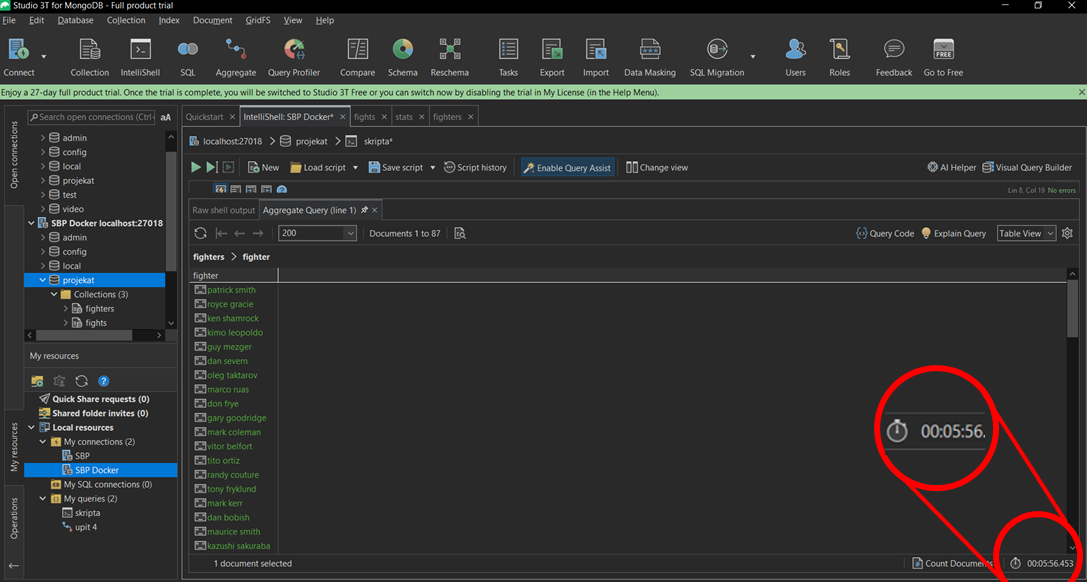 Studio 3T for MongoDB - Full product trial
File Edit Database Collection Index Document GridFS View Help
Connect Collection IntelliShell SQL Aggregate Query Profiler Compare Schema Reschema Tasks Export Import Data Masking SQL Migration Users Roles Feedback Go to Free
FREE
Enjoy a 27-day full product trial. Once the trial is complete, you will be switched to Studio 3T Free or you can switch now by disabling the trial in My License (in the Help Menu).
Open connections
Search open connections (Ctrl+ aA
admin
config
local
projekat
test
video
SBP Docker localhost:27018
admin
config
local
projekat
Collections (3)
fighters
fights
My resources
My resources
Quick Share requests (0)
Shared folder invites (0)
Local resources
My connections (2)
SBP
SBP Docker
My SQL connections (0)
My queries (2)
skripta
upit 4
Operations
Quickstart IntelliShell: SBP Docker* fights stats fighters
localhost:27018 projekat skripta*
New Load script Save script Script history Enable Query Assist Change view AI Helper Visual Query Builder
Lin 8, Col 19 No errors
Raw shell output Aggregate Query (line 1)
200 Documents 1 to 87 Query Code Explain Query Table View
fighters > fighter
fighter
patrick smith
royce gracie
ken shamrock
kimo leopoldo
guy mezger
dan severn
oleg taktarov
marco ruas
don frye
gary goodridge
mark coleman
vitor belfort
tito ortiz
randy couture
tony fryklund
mark kerr
dan bobish
maurice smith
kazushi sakuraba
00:05:56.
1 document selected Count Documents 00:05:56.453